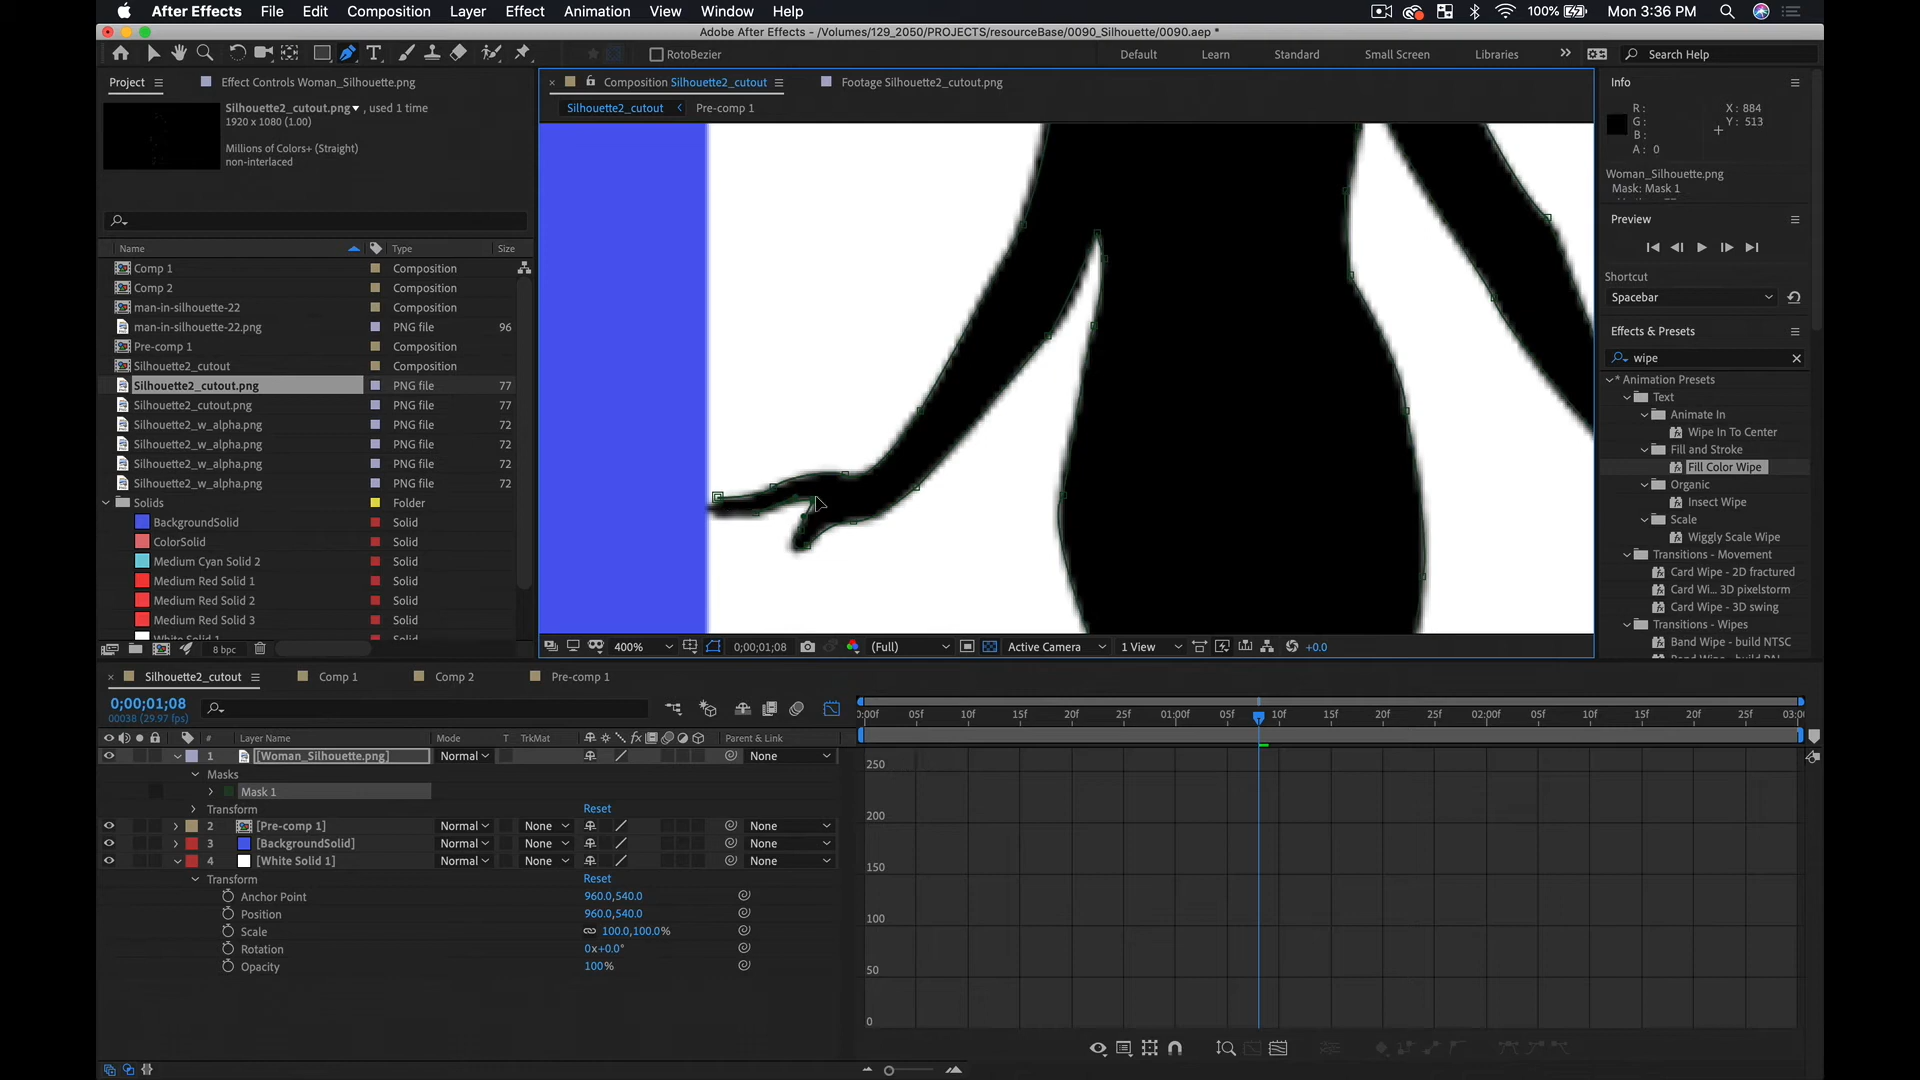 After Effects File Edit Composition Layer Effect Animation View Window Help 100% Mon 3:36 PM
Adobe After Effects - /Volumes/129_2050/PROJECTS/resourceBase/0090_Silhouette/0090.aep *
RotoBezier Default Learn Standard Small Screen Libraries Search Help
Project Effect Controls Woman_Silhouette.png
Silhouette2_cutout.png , used 1 time
1920 x 1080 (1.00)
Millions of Colors+ (Straight)
non-interlaced
Name Type Size
Comp 1 Composition
Comp 2 Composition
man-in-silhouette-22 Composition
man-in-silhouette-22.png PNG file 96
Pre-comp 1 Composition
Silhouette2_cutout Composition
Silhouette2_cutout.png PNG file 77
Silhouette2_cutout.png PNG file 77
Silhouette2_w_alpha.png PNG file 72
Silhouette2_w_alpha.png PNG file 72
Silhouette2_w_alpha.png PNG file 72
Silhouette2_w_alpha.png PNG file 72
Solids Folder
BackgroundSolid Solid
ColorSolid Solid
Medium Cyan Solid 2 Solid
Medium Red Solid 1 Solid
Medium Red Solid 2 Solid
Medium Red Solid 3 Solid
White Solid 1 Solid
8 bpc
Composition Silhouette2_cutout Footage Silhouette2_cutout.png
Silhouette2_cutout Pre-comp 1
400% 0;00;01;08 (Full) Active Camera 1 View +0.0
Info
R :
G :
B :
A : 0
X : 884
Y : 513
Woman_Silhouette.png
Mask: Mask 1
Preview
Shortcut
Spacebar
Effects & Presets
wipe
* Animation Presets
Text
Animate In
Wipe In To Center
Fill and Stroke
Fill Color Wipe
Organic
Insect Wipe
Scale
Wiggly Scale Wipe
Transitions - Movement
Card Wipe - 2D fractured
Card Wi... 3D pixelstorm
Card Wipe - 3D swing
Transitions - Wipes
Band Wipe - build NTSC
Silhouette2_cutout Comp 1 Comp 2 Pre-comp 1
0;00;01;08
00038 (29.97 fps)
# Layer Name Mode T TrkMat Parent & Link
1 [Woman_Silhouette.png] Normal None
Masks
Mask 1
Transform Reset
2 [Pre-comp 1] Normal None None
3 [BackgroundSolid] Normal None None
4 [White Solid 1] Normal None None
Transform Reset
Anchor Point 960.0,540.0
Position 960.0,540.0
Scale 100.0,100.0%
Rotation 0x+0.0°
Opacity 100%
0:00f 05f 10f 15f 20f 25f 01:00f 05f 10f 15f 20f 25f 02:00f 05f 10f 15f 20f 25f 03:0
250
200
150
100
50
0